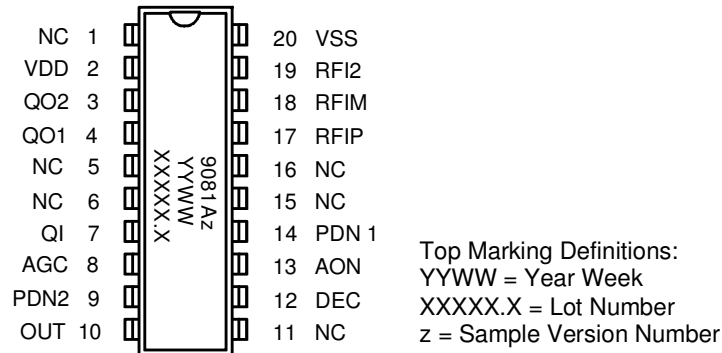 NC 1
VDD 2
QO2 3
QO1 4
NC 5
NC 6
QI 7
AGC 8
PDN2 9
OUT 10
9081Az
YYWW
XXXXX.X
20 VSS
19 RFI2
18 RFIM
17 RFIP
16 NC
15 NC
14 PDN 1
13 AON
12 DEC
11 NC
Top Marking Definitions:
YYWW = Year Week
XXXXX.X = Lot Number
z = Sample Version Number